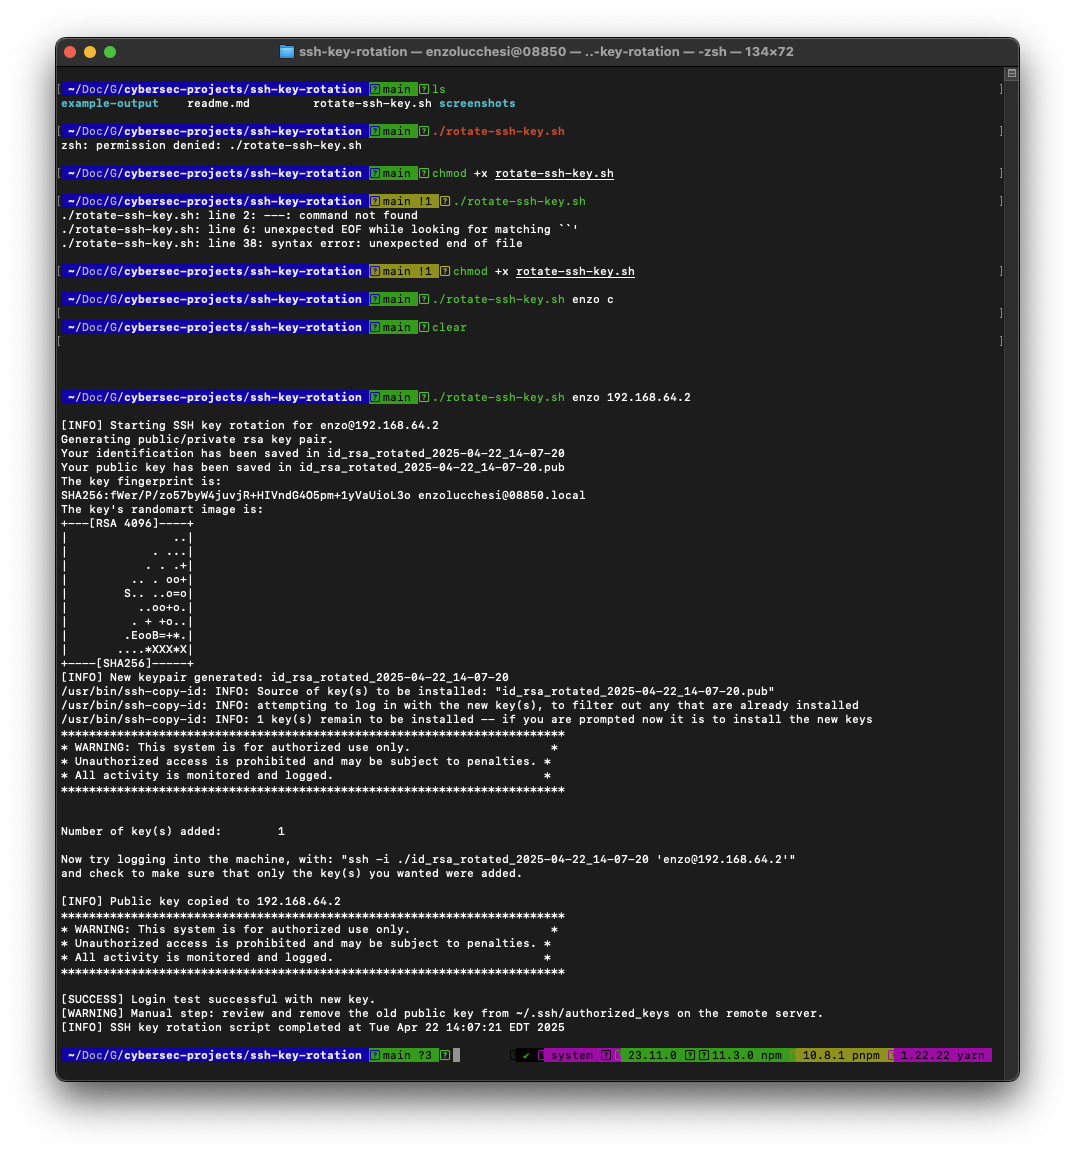 ssh-key-rotation — enzolucchesi@08850 — ..-key-rotation — -zsh — 134×72
[ ~/Doc/G/cybersec-projects/ssh-key-rotation ? main ? ls ]
example-output readme.md rotate-ssh-key.sh screenshots
[ ~/Doc/G/cybersec-projects/ssh-key-rotation ? main ? ./rotate-ssh-key.sh ]
zsh: permission denied: ./rotate-ssh-key.sh
[ ~/Doc/G/cybersec-projects/ssh-key-rotation ? main ? chmod +x rotate-ssh-key.sh ]
[ ~/Doc/G/cybersec-projects/ssh-key-rotation ? main !1 ? ./rotate-ssh-key.sh ]
./rotate-ssh-key.sh: line 2: ---: command not found
./rotate-ssh-key.sh: line 6: unexpected EOF while looking for matching ``'
./rotate-ssh-key.sh: line 38: syntax error: unexpected end of file
[ ~/Doc/G/cybersec-projects/ssh-key-rotation ? main !1 ? chmod +x rotate-ssh-key.sh ]
~/Doc/G/cybersec-projects/ssh-key-rotation ? main ? ./rotate-ssh-key.sh enzo c
[ ]
~/Doc/G/cybersec-projects/ssh-key-rotation ? main ? clear
[ ]
~/Doc/G/cybersec-projects/ssh-key-rotation ? main ? ./rotate-ssh-key.sh enzo 192.168.64.2
[INFO] Starting SSH key rotation for enzo@192.168.64.2
Generating public/private rsa key pair.
Your identification has been saved in id_rsa_rotated_2025-04-22_14-07-20
Your public key has been saved in id_rsa_rotated_2025-04-22_14-07-20.pub
The key fingerprint is:
SHA256:fWer/P/zo57byW4juvjR+HIVndG4O5pm+1yVaUioL3o enzolucchesi@08850.local
The key's randomart image is:
+---[RSA 4096]----+
|               ..|
|            . ...|
|           . . .+|
|         .. . oo+|
|        S.. ..o=o|
|          ..oo+o.|
|         . + +o..|
|        .EooB=+*.|
|       ....*XXX*X|
+----[SHA256]-----+
[INFO] New keypair generated: id_rsa_rotated_2025-04-22_14-07-20
/usr/bin/ssh-copy-id: INFO: Source of key(s) to be installed: "id_rsa_rotated_2025-04-22_14-07-20.pub"
/usr/bin/ssh-copy-id: INFO: attempting to log in with the new key(s), to filter out any that are already installed
/usr/bin/ssh-copy-id: INFO: 1 key(s) remain to be installed -- if you are prompted now it is to install the new keys
************************************************************************
* WARNING: This system is for authorized use only.                    *
* Unauthorized access is prohibited and may be subject to penalties. *
* All activity is monitored and logged.                              *
************************************************************************
Number of key(s) added:        1
Now try logging into the machine, with: "ssh -i ./id_rsa_rotated_2025-04-22_14-07-20 'enzo@192.168.64.2'"
and check to make sure that only the key(s) you wanted were added.
[INFO] Public key copied to 192.168.64.2
************************************************************************
* WARNING: This system is for authorized use only.                    *
* Unauthorized access is prohibited and may be subject to penalties. *
* All activity is monitored and logged.                              *
************************************************************************
[SUCCESS] Login test successful with new key.
[WARNING] Manual step: review and remove the old public key from ~/.ssh/authorized_keys on the remote server.
[INFO] SSH key rotation script completed at Tue Apr 22 14:07:21 EDT 2025
~/Doc/G/cybersec-projects/ssh-key-rotation ? main ?3 ? ✔ ? system ? ? 23.11.0 ? ? 11.3.0 npm ? 10.8.1 pnpm ? 1.22.22 yarn